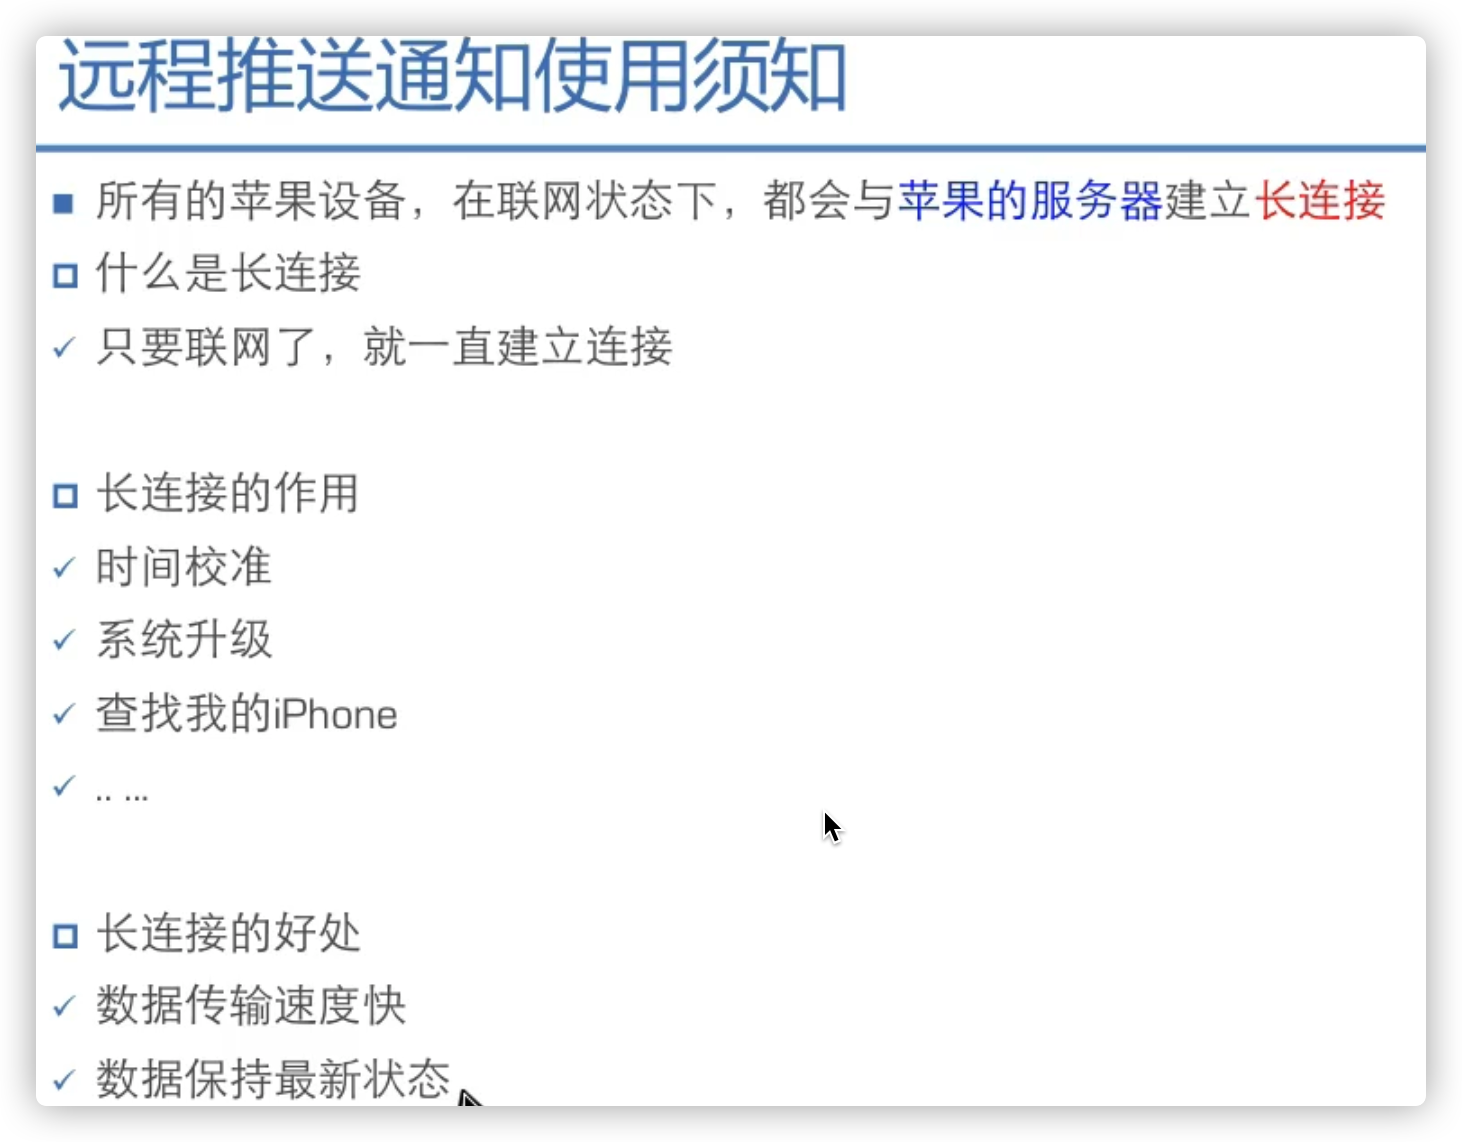 远程推送通知使用须知
所有的苹果设备，在联网状态下，都会与苹果的服务器建立长连接
什么是长连接
只要联网了，就一直建立连接
长连接的作用
时间校准
系统升级
查找我的iPhone
.. ...
长连接的好处
数据传输速度快
数据保持最新状态